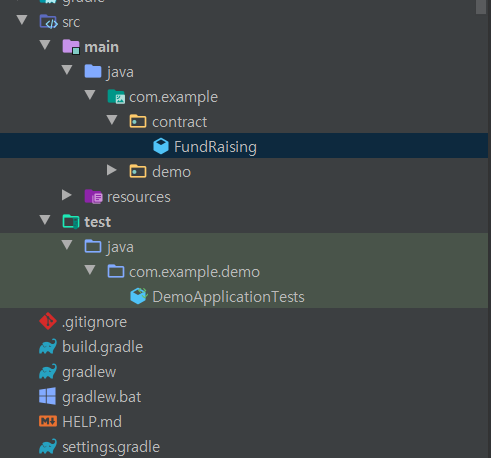 gradle
src
main
java
com.example
contract
FundRaising
demo
resources
test
java
com.example.demo
DemoApplicationTests
.gitignore
build.gradle
gradlew
gradlew.bat
HELP.md
settings.gradle